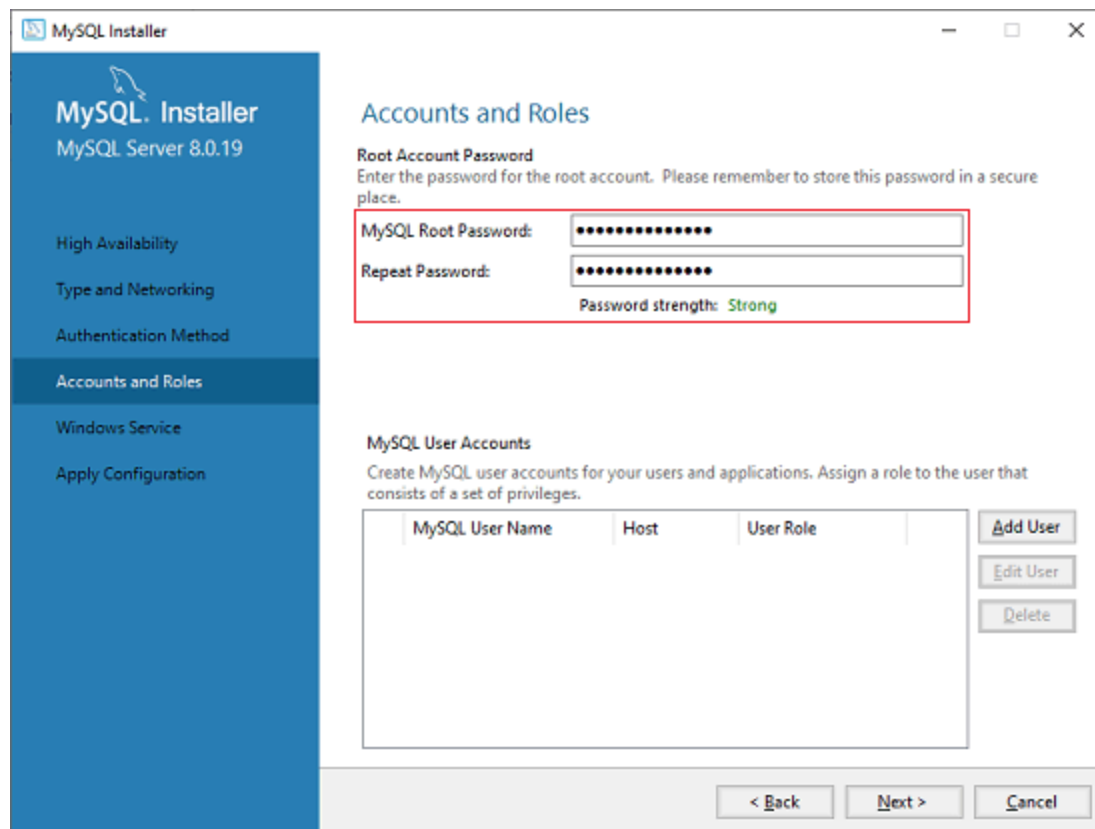 MySQL Installer
MySQL. Installer
MySQL Server 8.0.19
High Availability
Type and Networking
Authentication Method
Accounts and Roles
Windows Service
Apply Configuration
Accounts and Roles
Root Account Password
Enter the password for the root account. Please remember to store this password in a secure
place.
MySQL Root Password: ••••••••••••••
Repeat Password: ••••••••••••••
Password strength: Strong
MySQL User Accounts
Create MySQL user accounts for your users and applications. Assign a role to the user that
consists of a set of privileges.
MySQL User Name Host User Role
Add User
Edit User
Delete
< Back Next > Cancel